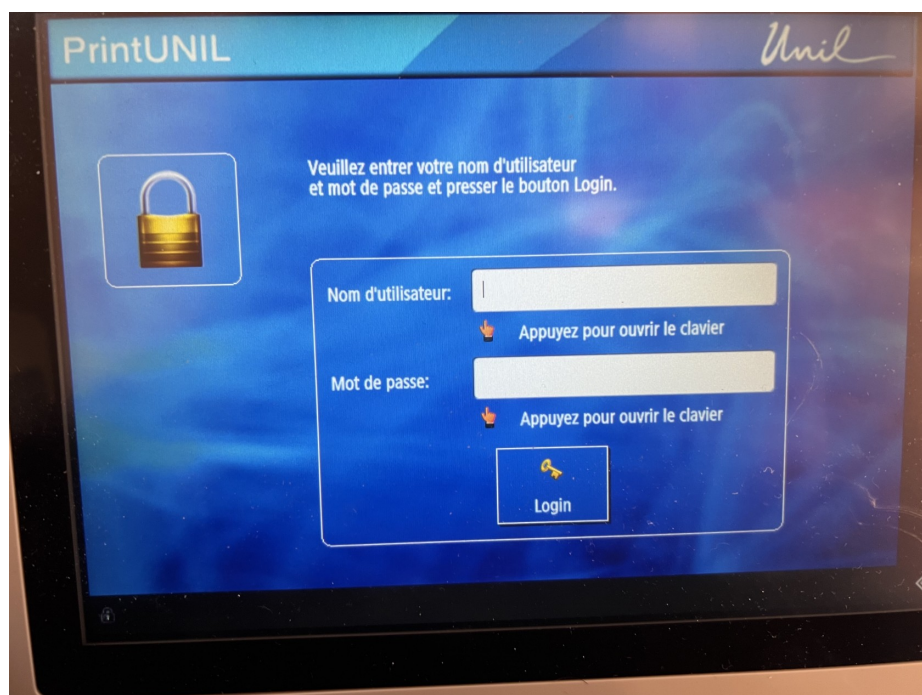 PrintUNIL
Unil
Veuillez entrer votre nom d'utilisateur
et mot de passe et presser le bouton Login.
Nom d'utilisateur:
Appuyez pour ouvrir le clavier
Mot de passe:
Appuyez pour ouvrir le clavier
Login